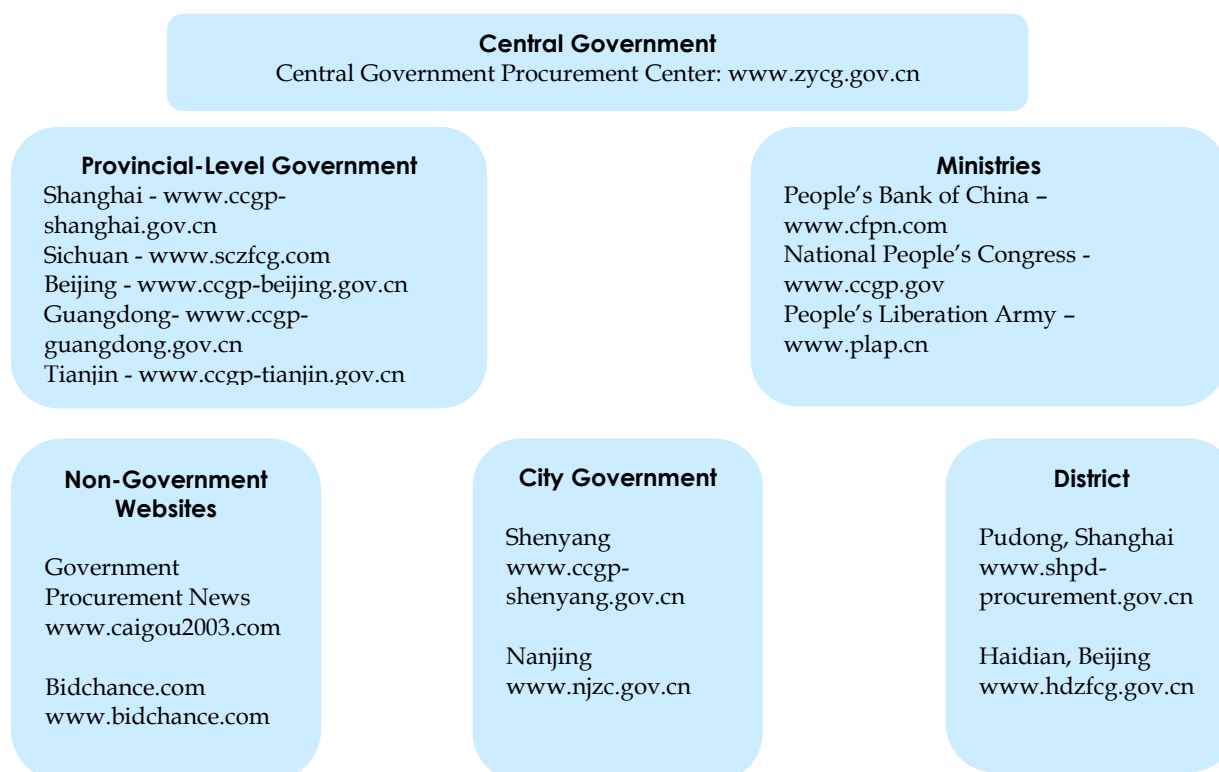 Central Government
Central Government Procurement Center: www.zycg.gov.cn
Provincial-Level Government
Shanghai - www.ccgp-
shanghai.gov.cn
Sichuan - www.sczfcg.com
Beijing - www.ccgp-beijing.gov.cn
Guangdong- www.ccgp-
guangdong.gov.cn
Tianjin - www.ccgp-tianjin.gov.cn
Ministries
People’s Bank of China –
www.cfpn.com
National People’s Congress -
www.ccgp.gov
People’s Liberation Army –
www.plap.cn
Non-Government
Websites
Government
Procurement News
www.caigou2003.com
Bidchance.com
www.bidchance.com
City Government
Shenyang
www.ccgp-
shenyang.gov.cn
Nanjing
www.njzc.gov.cn
District
Pudong, Shanghai
www.shpd-
procurement.gov.cn
Haidian, Beijing
www.hdzfcg.gov.cn